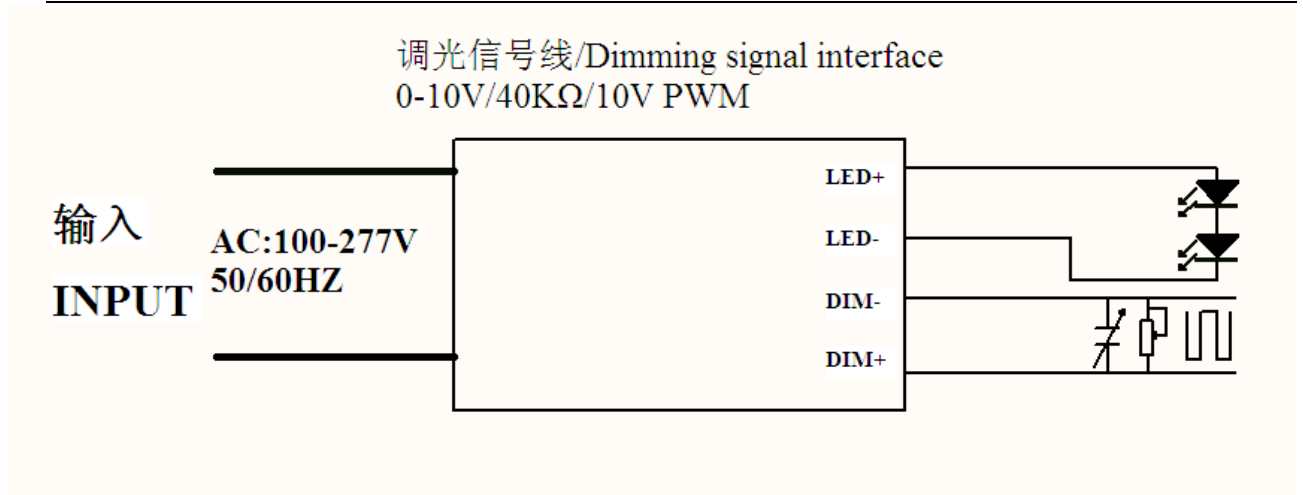 调光信号线/Dimming signal interface
0-10V/40KΩ/10V PWM
输入
INPUT
AC:100-277V
50/60HZ
LED+
LED-
DIM-
DIM+